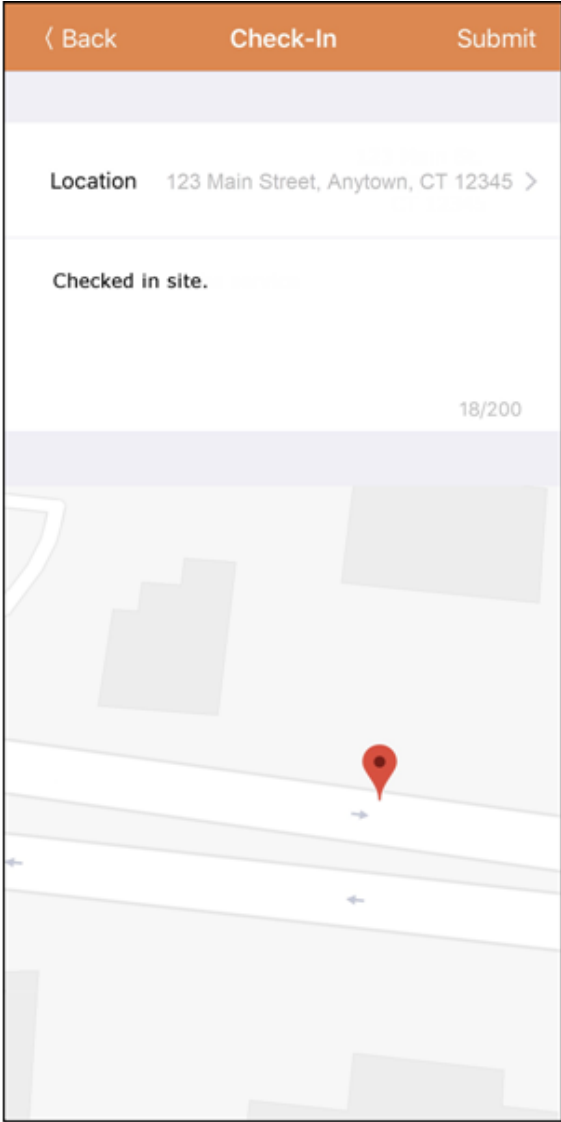 〈 Back Check-In Submit
Location 123 Main Street, Anytown, CT 12345 >
Checked in site.
18/200